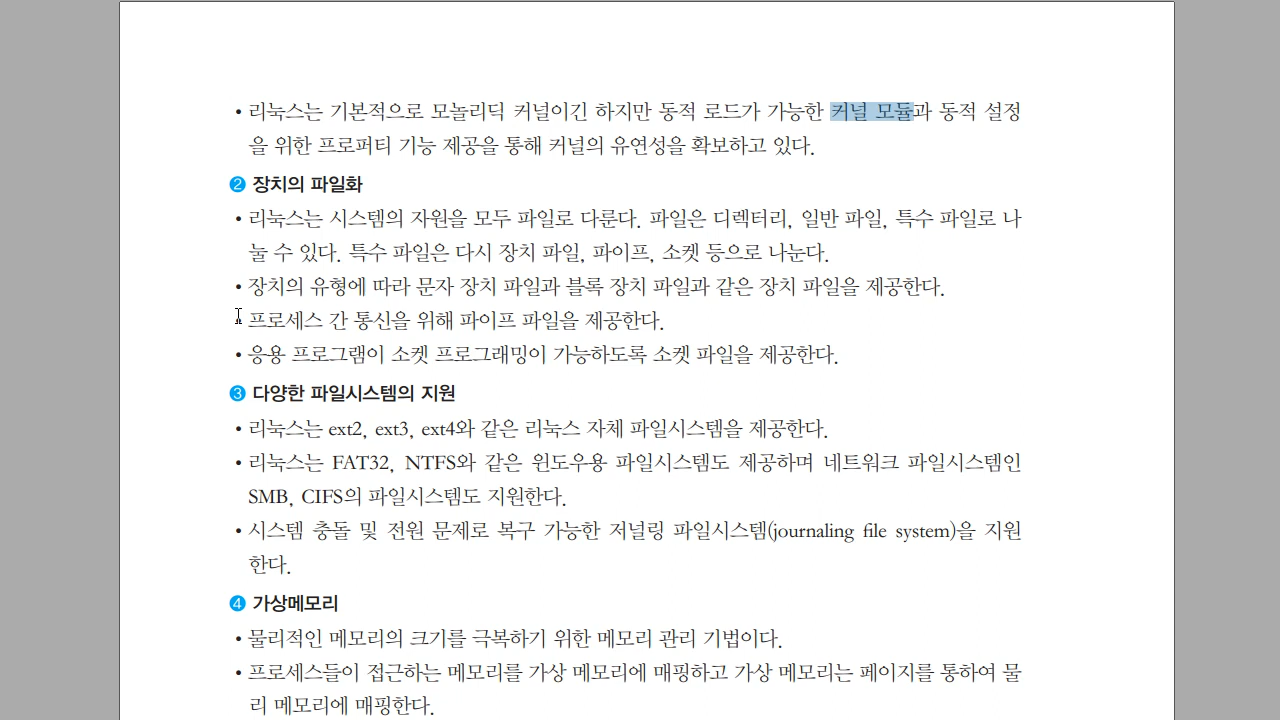 • 리눅스는 기본적으로 모놀리딕 커널이긴 하지만 동적 로드가 가능한 커널 모듈과 동적 설정
을 위한 프로퍼티 기능 제공을 통해 커널의 유연성을 확보하고 있다.
❷ 장치의 파일화
• 리눅스는 시스템의 자원을 모두 파일로 다룬다. 파일은 디렉터리, 일반 파일, 특수 파일로 나
눌 수 있다. 특수 파일은 다시 장치 파일, 파이프, 소켓 등으로 나눈다.
• 장치의 유형에 따라 문자 장치 파일과 블록 장치 파일과 같은 장치 파일을 제공한다.
프로세스 간 통신을 위해 파이프 파일을 제공한다.
• 응용 프로그램이 소켓 프로그래밍이 가능하도록 소켓 파일을 제공한다.
❸ 다양한 파일시스템의 지원
• 리눅스는 ext2, ext3, ext4와 같은 리눅스 자체 파일시스템을 제공한다.
• 리눅스는 FAT32, NTFS와 같은 윈도우용 파일시스템도 제공하며 네트워크 파일시스템인
SMB, CIFS의 파일시스템도 지원한다.
• 시스템 충돌 및 전원 문제로 복구 가능한 저널링 파일시스템(journaling file system)을 지원
한다.
❹ 가상메모리
• 물리적인 메모리의 크기를 극복하기 위한 메모리 관리 기법이다.
• 프로세스들이 접근하는 메모리를 가상 메모리에 매핑하고 가상 메모리는 페이지를 통하여 물
리 메모리에 매핑한다.